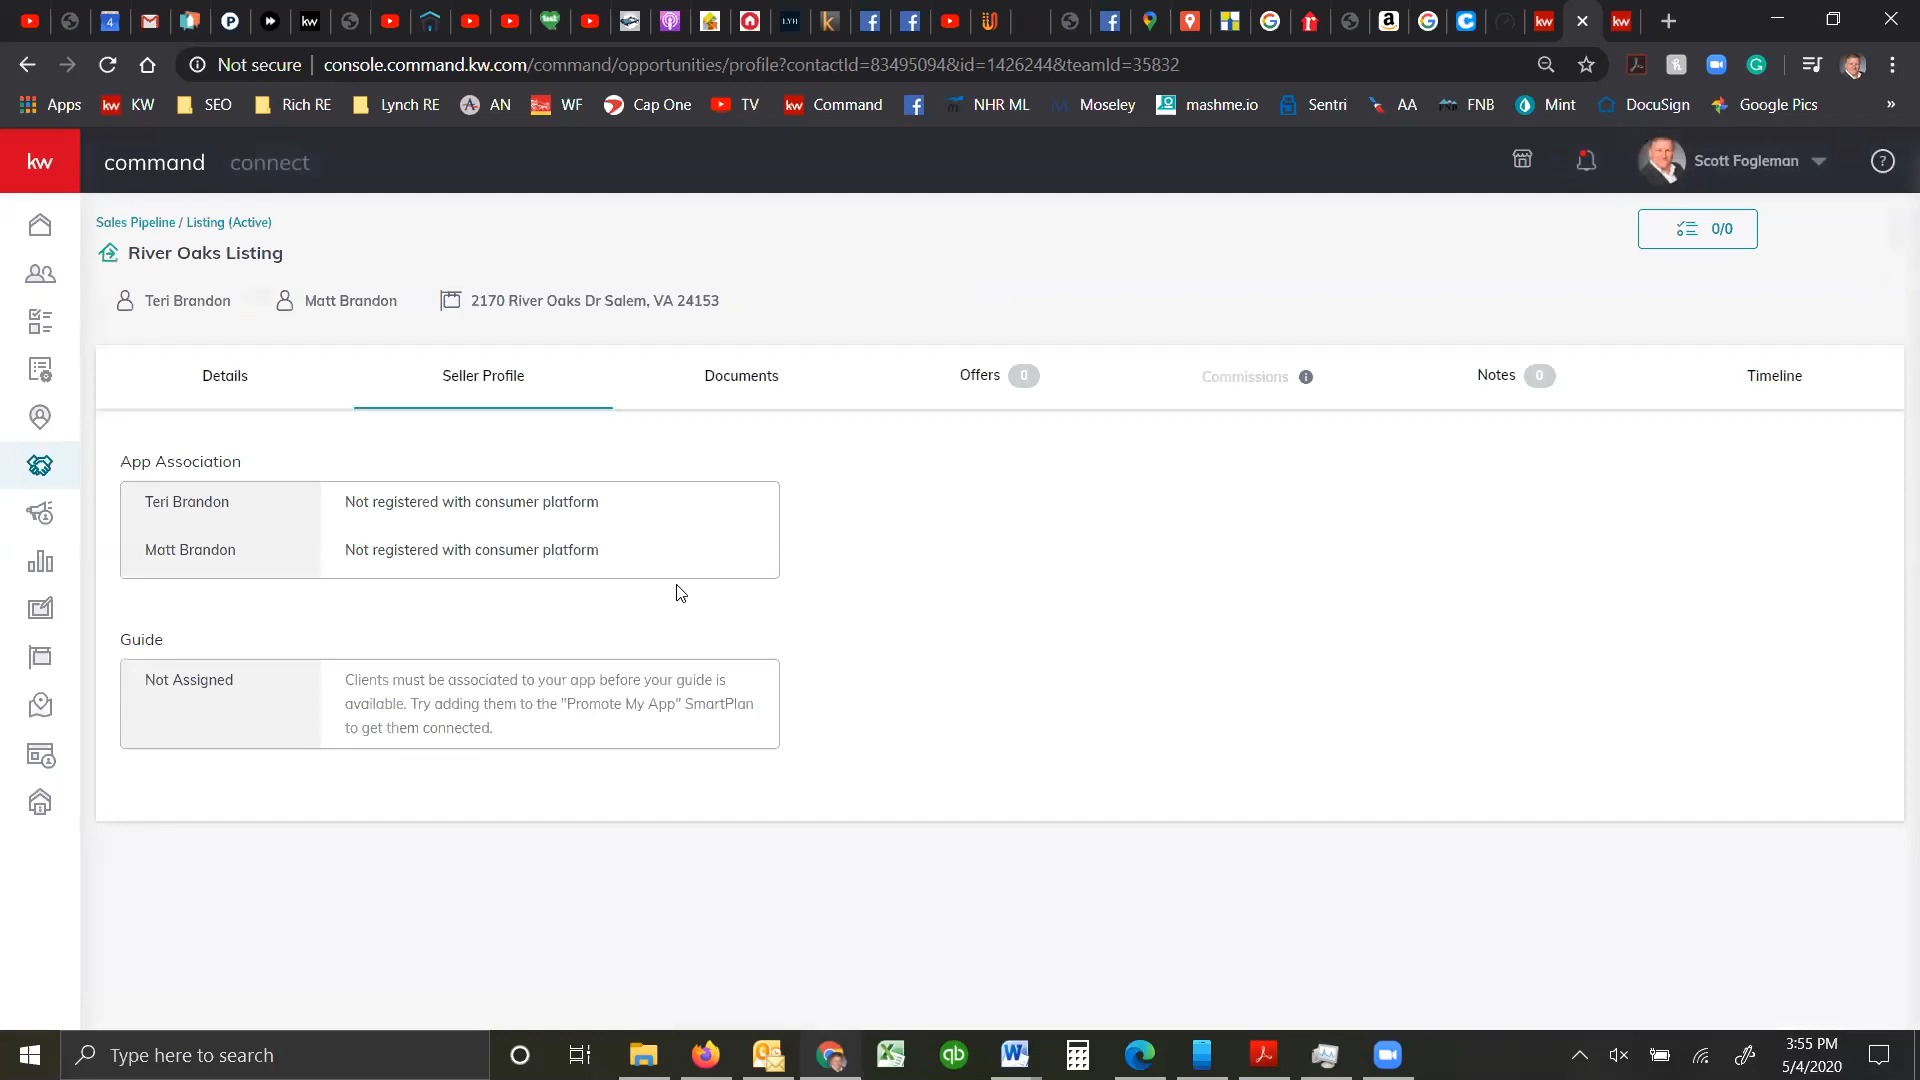 Not secure | console.command.kw.com/command/opportunities/profile?contactId=83495094&id=1426244&teamId=35832
Apps KW SEO Rich RE Lynch RE AN WF Cap One TV Command NHR ML Moseley mashme.io Sentri AA FNB Mint DocuSign Google Pics »
kw command connect Scott Fogleman
Sales Pipeline / Listing (Active)
0/0
River Oaks Listing
Teri Brandon Matt Brandon 2170 River Oaks Dr Salem, VA 24153
Details Seller Profile Documents Offers 0 Commissions Notes 0 Timeline
App Association
Teri Brandon Not registered with consumer platform
Matt Brandon Not registered with consumer platform
Guide
Not Assigned Clients must be associated to your app before your guide is
available. Try adding them to the "Promote My App" SmartPlan
to get them connected.
Type here to search
3:55 PM
5/4/2020